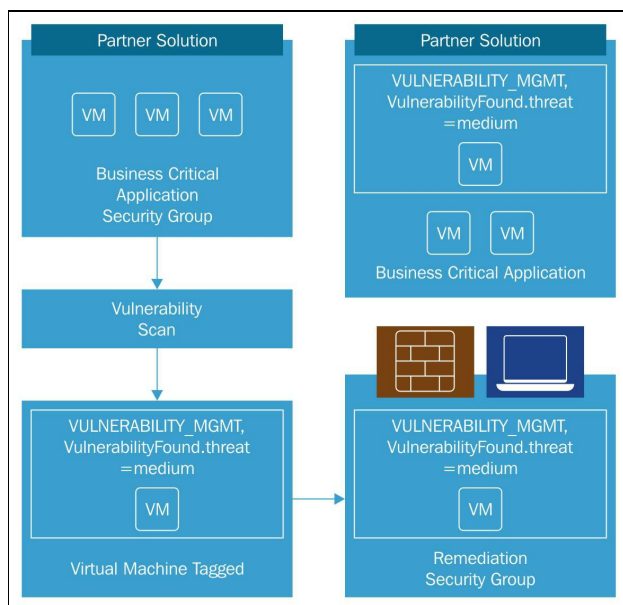 Partner Solution
VM VM VM
Business Critical
Application
Security Group
Vulnerability
Scan
VULNERABILITY_MGMT,
VulnerabilityFound.threat
=medium
VM
Virtual Machine Tagged
Partner Solution
VULNERABILITY_MGMT,
VulnerabilityFound.threat
=medium
VM
VM VM
Business Critical Application
VULNERABILITY_MGMT,
VulnerabilityFound.threat
=medium
VM
Remediation
Security Group